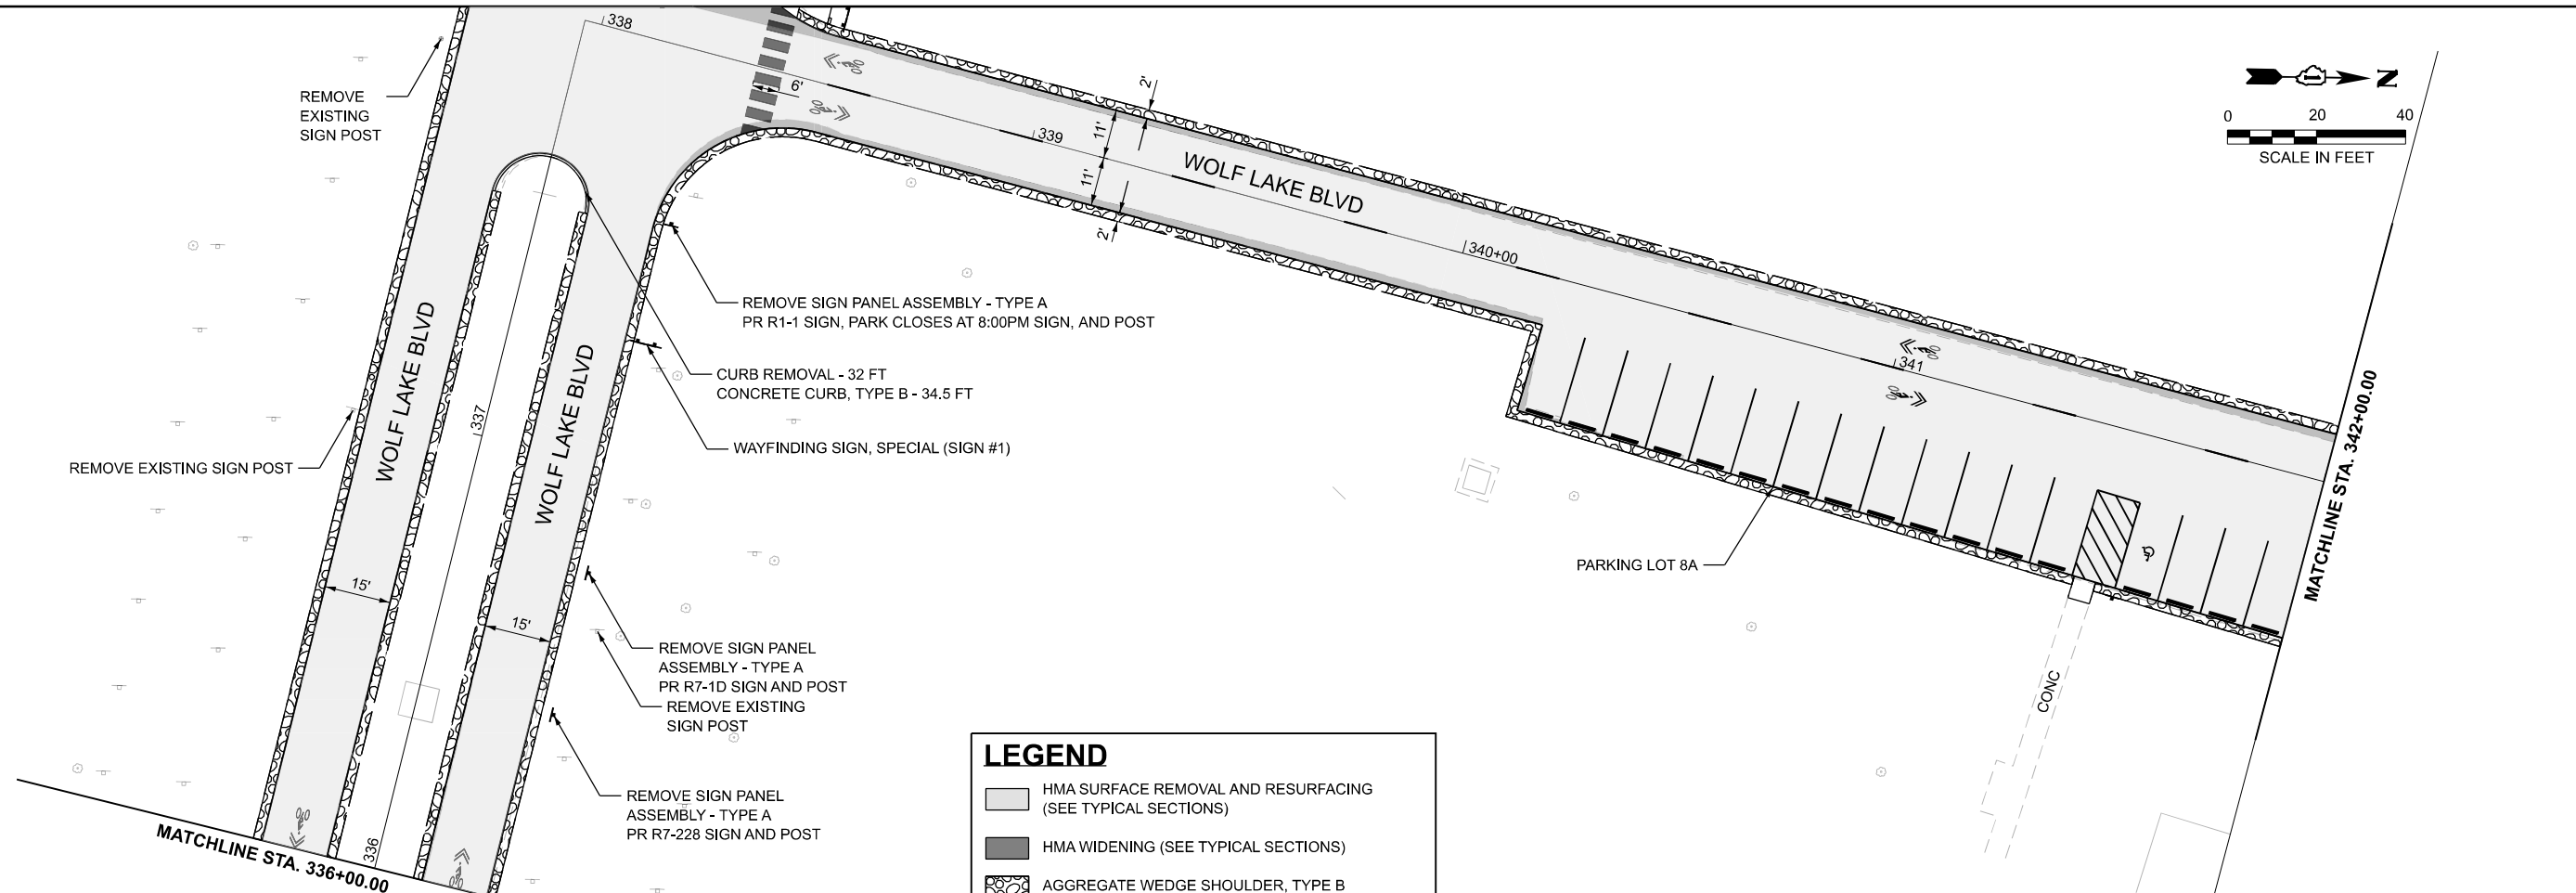 338
REMOVE
EXISTING
SIGN POST
6'
2'
11'
339
11'
2'
WOLF LAKE BLVD
N
0 20 40
SCALE IN FEET
340+00
341
REMOVE SIGN PANEL ASSEMBLY - TYPE A
PR R1-1 SIGN, PARK CLOSES AT 8:00PM SIGN, AND POST
CURB REMOVAL - 32 FT
CONCRETE CURB, TYPE B - 34.5 FT
WAYFINDING SIGN, SPECIAL (SIGN #1)
WOLF LAKE BLVD
337
WOLF LAKE BLVD
REMOVE EXISTING SIGN POST
MATCHLINE STA. 342+00.00
PARKING LOT 8A
15'
15'
REMOVE SIGN PANEL
ASSEMBLY - TYPE A
PR R7-1D SIGN AND POST
REMOVE EXISTING
SIGN POST
CONC
REMOVE SIGN PANEL
ASSEMBLY - TYPE A
PR R7-228 SIGN AND POST
336
MATCHLINE STA. 336+00.00
LEGEND
HMA SURFACE REMOVAL AND RESURFACING
(SEE TYPICAL SECTIONS)
HMA WIDENING (SEE TYPICAL SECTIONS)
AGGREGATE WEDGE SHOULDER, TYPE B